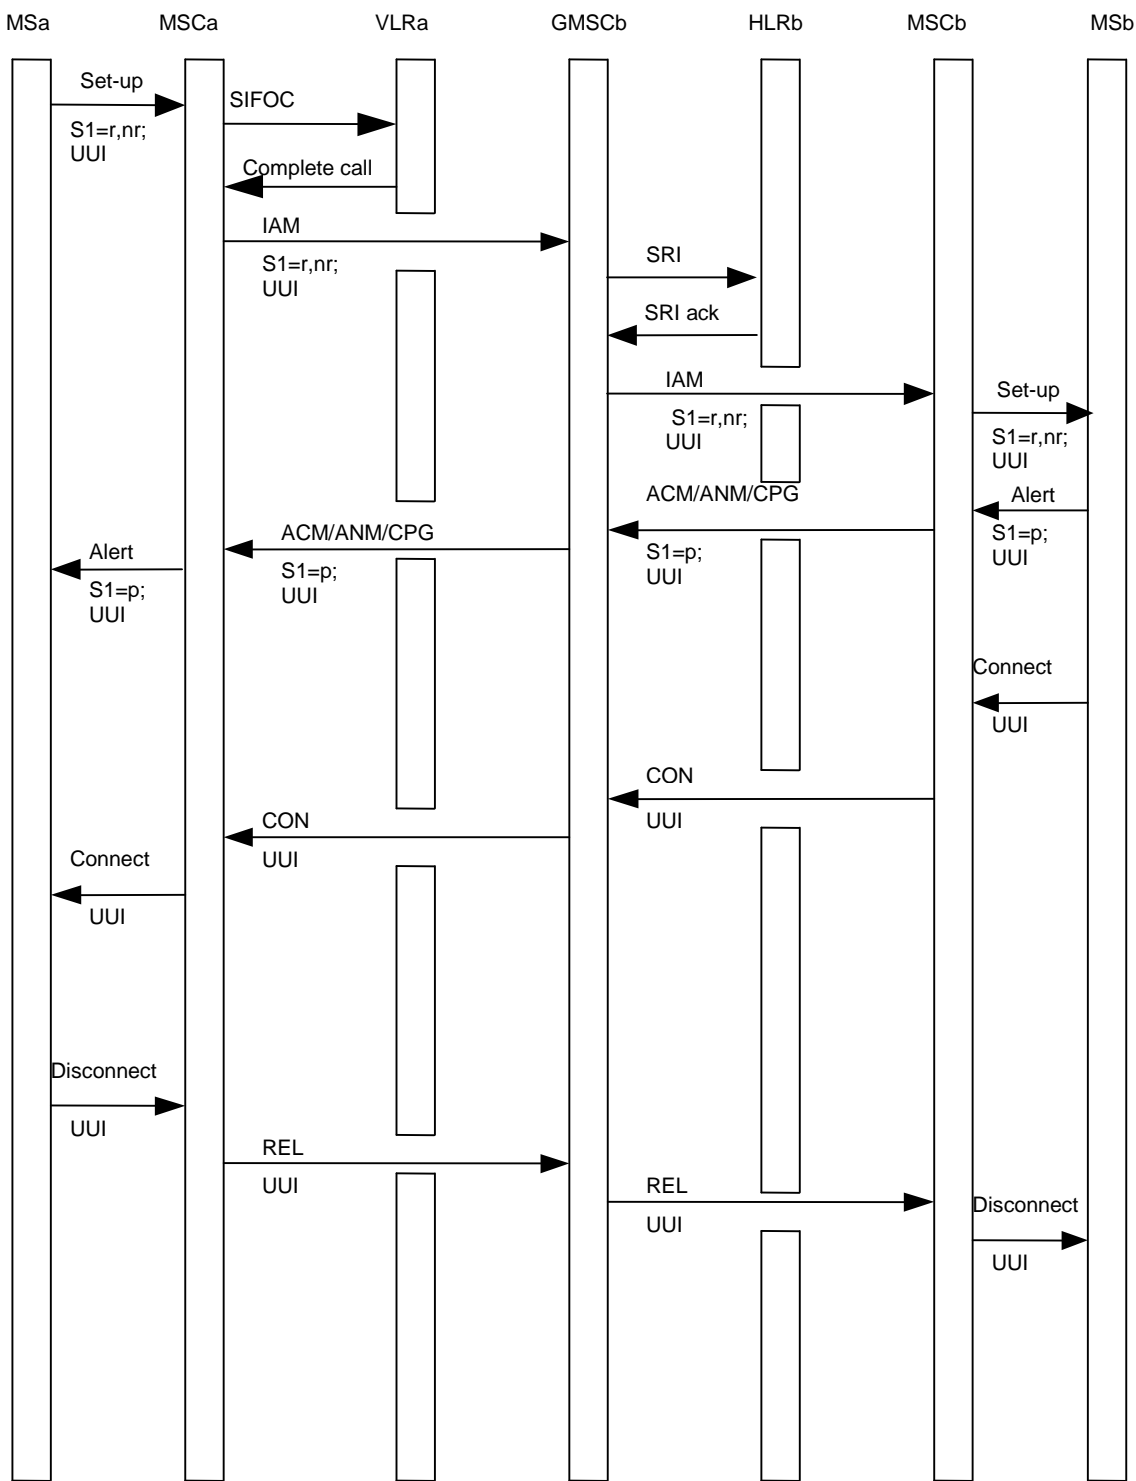 MSa MSCa VLRa GMSCb HLRb MSCb MSb
Set-up
SIFOC
S1=r,nr;
UUI
Complete call
IAM
S1=r,nr;
UUI
SRI
SRI ack
IAM
S1=r,nr;
UUI
Set-up
S1=r,nr;
UUI
Alert
S1=p;
UUI
ACM/ANM/CPG
S1=p;
UUI
ACM/ANM/CPG
S1=p;
UUI
Alert
S1=p;
UUI
Connect
UUI
CON
UUI
CON
UUI
Connect
UUI
Disconnect
UUI
REL
UUI
REL
UUI
Disconnect
UUI